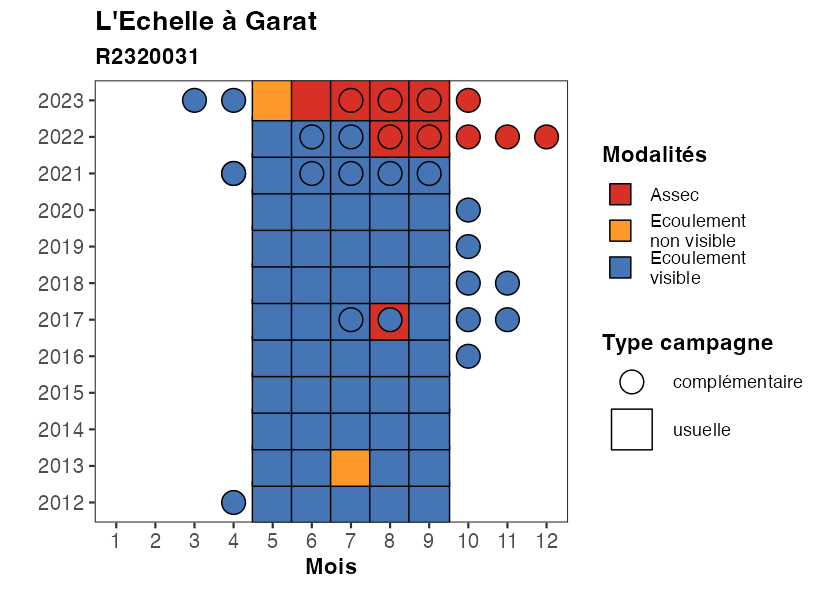 L'Echelle à Garat
R2320031
2023
2022
2021
2020
2019
2018
2017
2016
2015
2014
2013
2012
1 2 3 4 5 6 7 8 9 10 11 12
Mois
Modalités
Assec
Ecoulement
non visible
Ecoulement
visible
Type campagne
complémentaire
usuelle